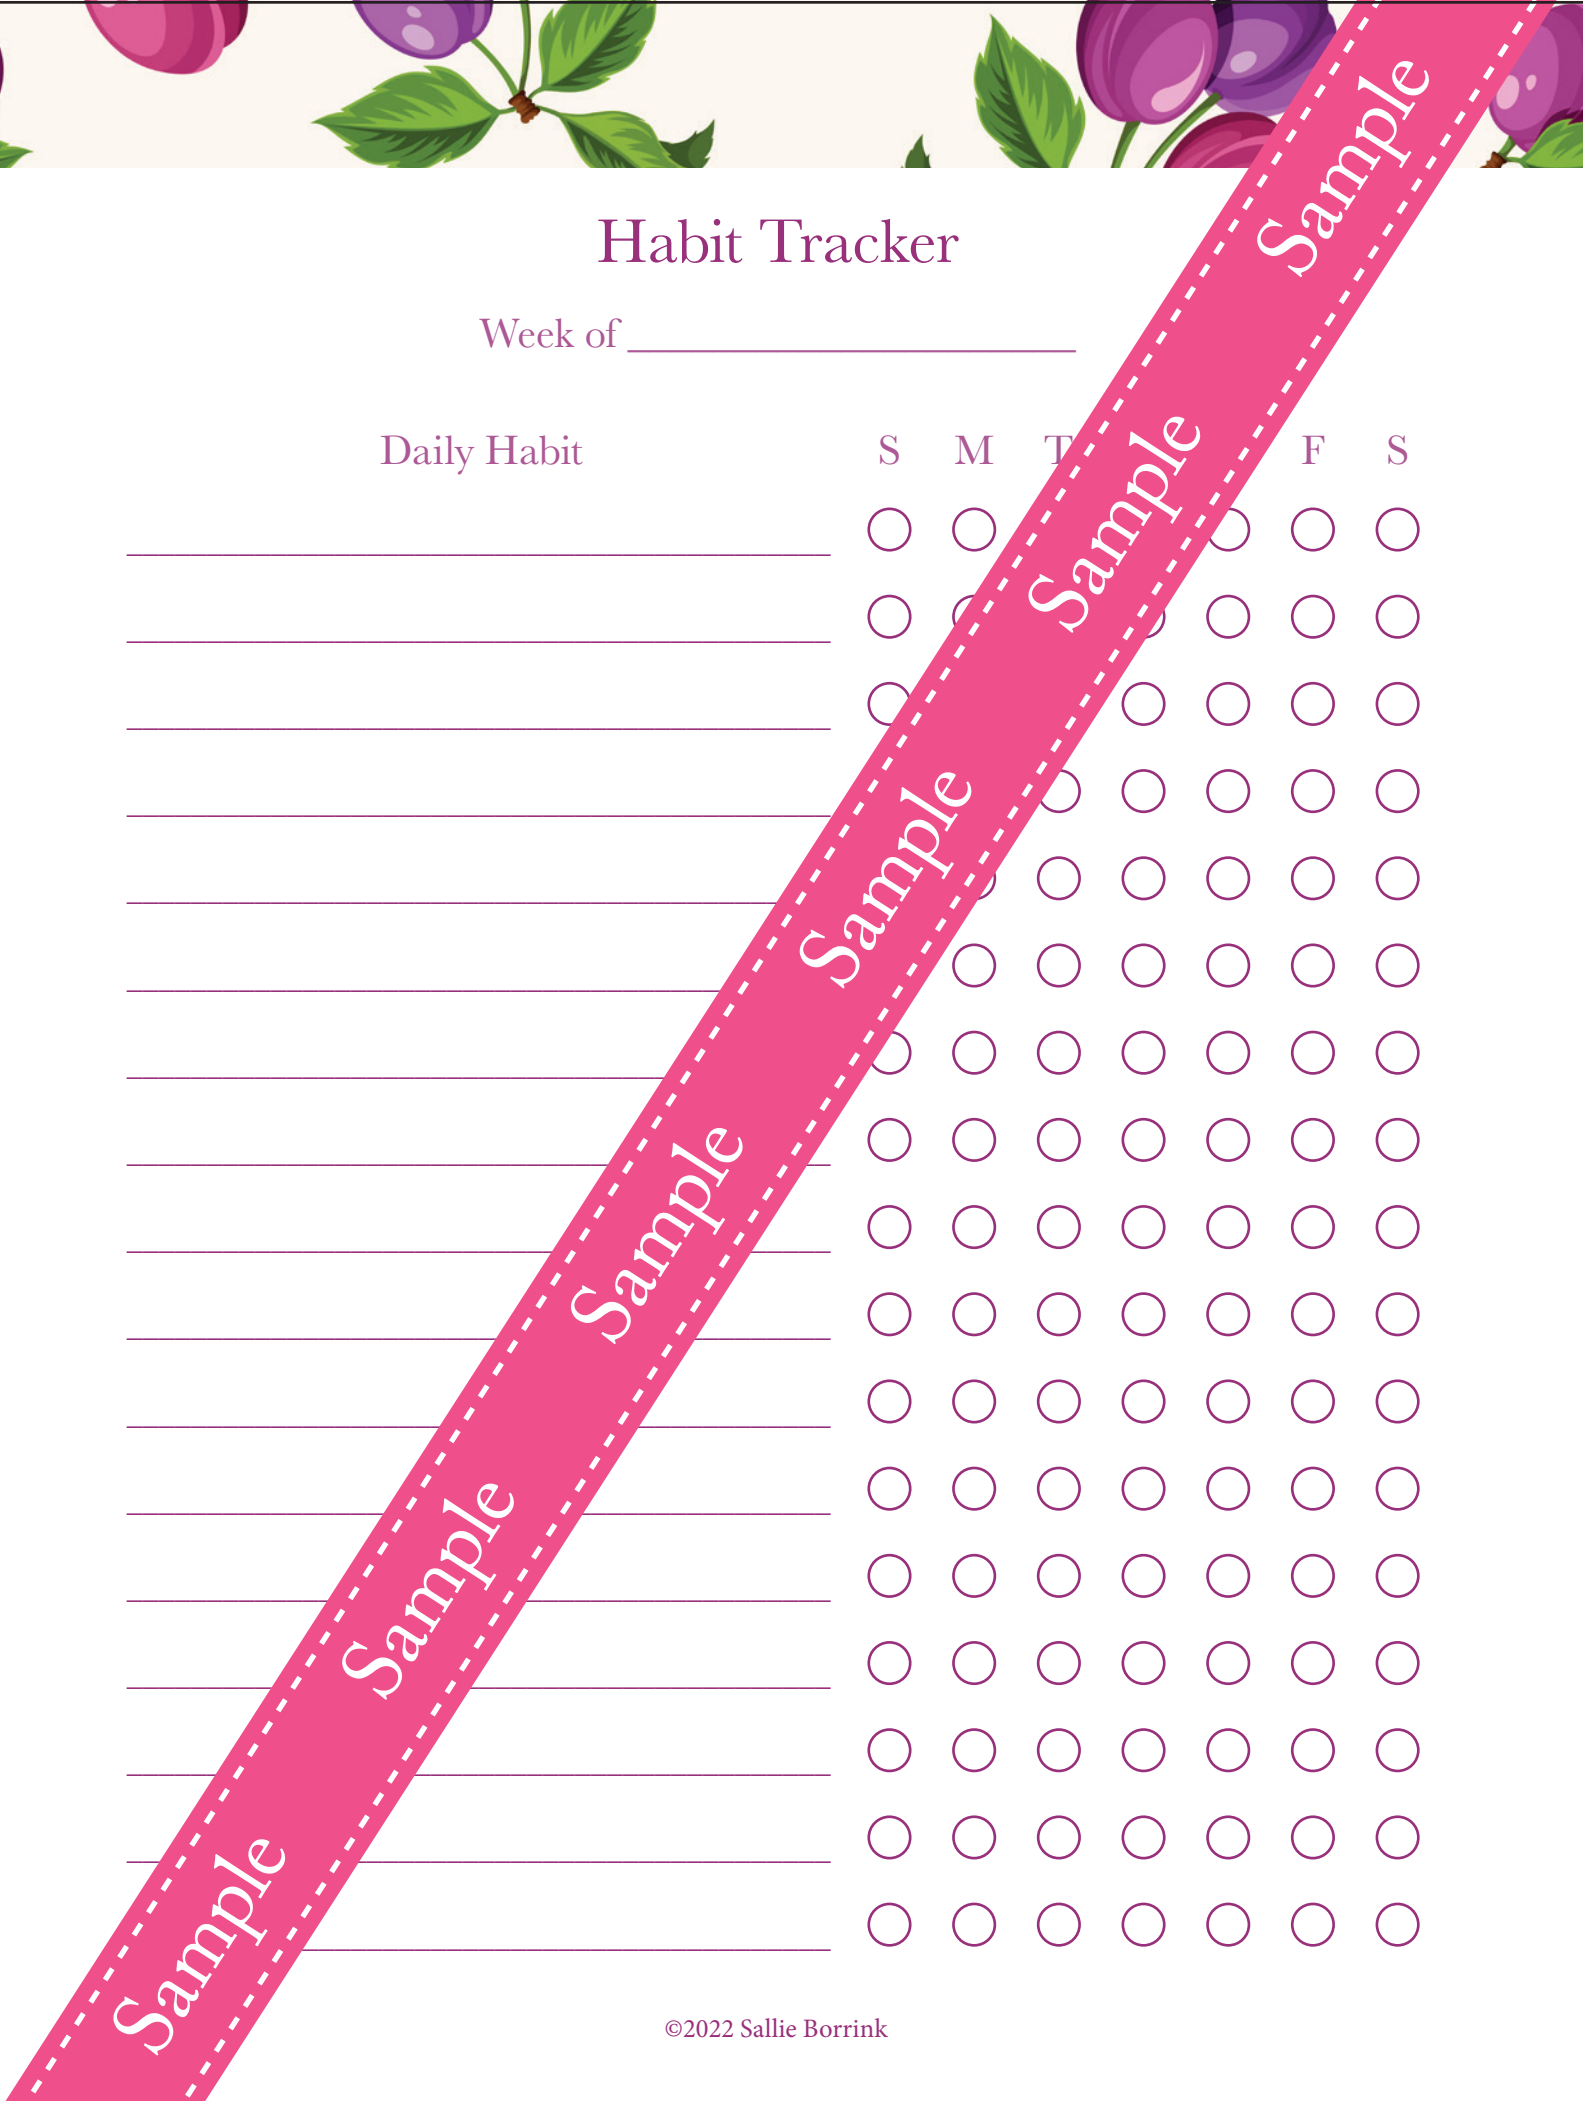 Habit Tracker
Week of
Daily Habit S M T F S
Sample
Sample
Sample
Sample
Sample
Sample
©2022 Sallie Borrink